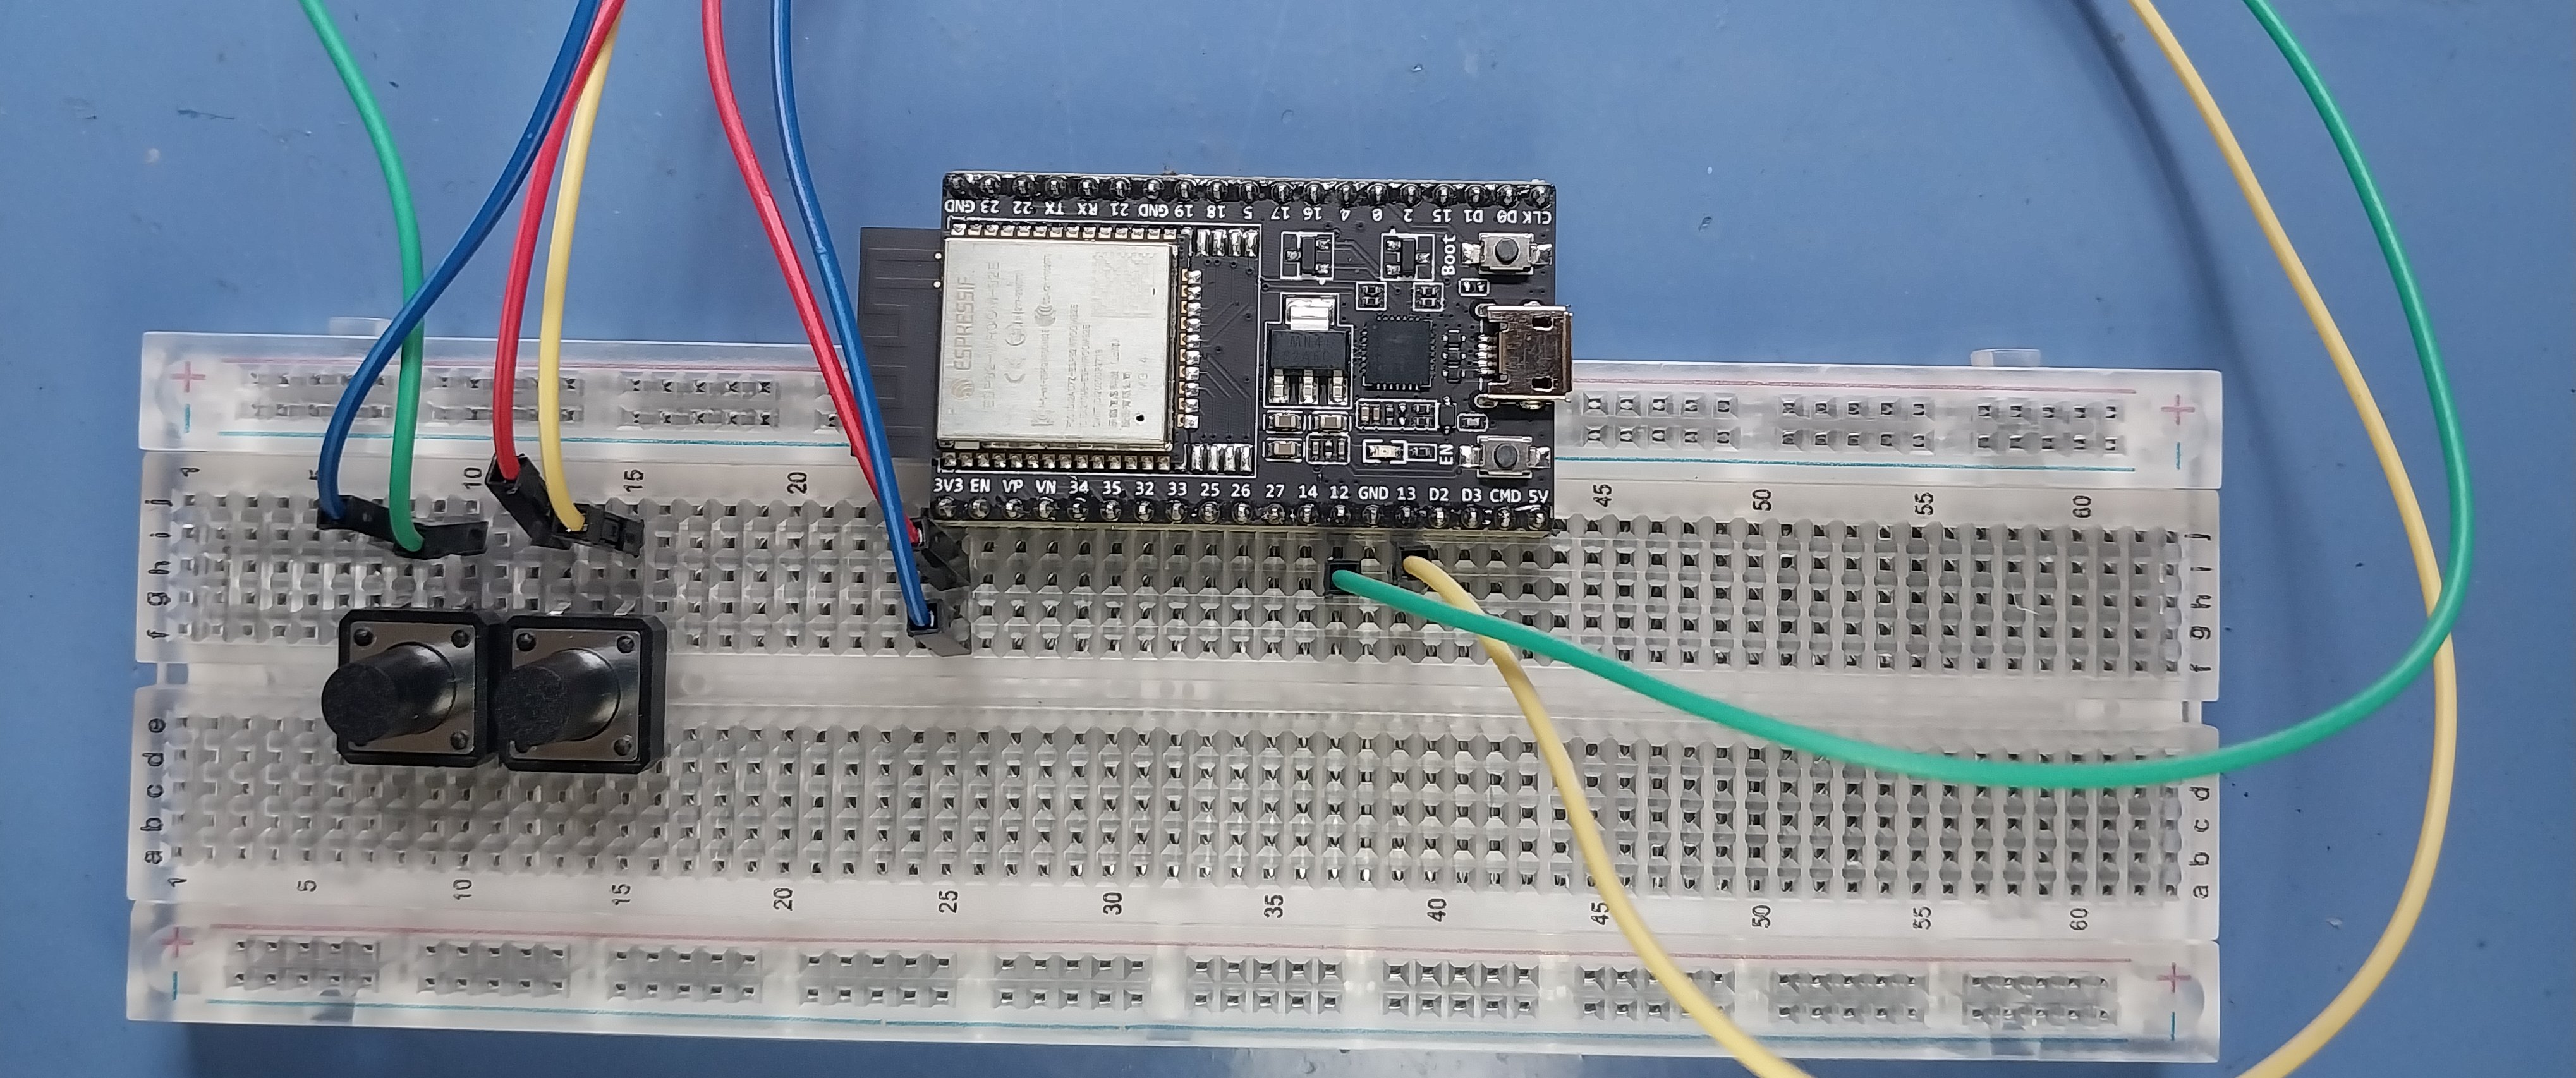 GND 23 22 TX RX 21 GND 19 18 5 17 16 4 0 2 15 D1 D0 CLK
Boot
ESPRESSIF
EN
3V3 EN VP VN 34 35 32 33 25 26 27 14 12 GND 13 D2 D3 CMD 5V
+ +
- -
1 5 10 15 20 45 50 55 60
j j
i i
h h
g g
f f
e
d d
c c
b b
a a
1 5 10 15 20 25 30 35 40 45 50 55 60
+ +
- -